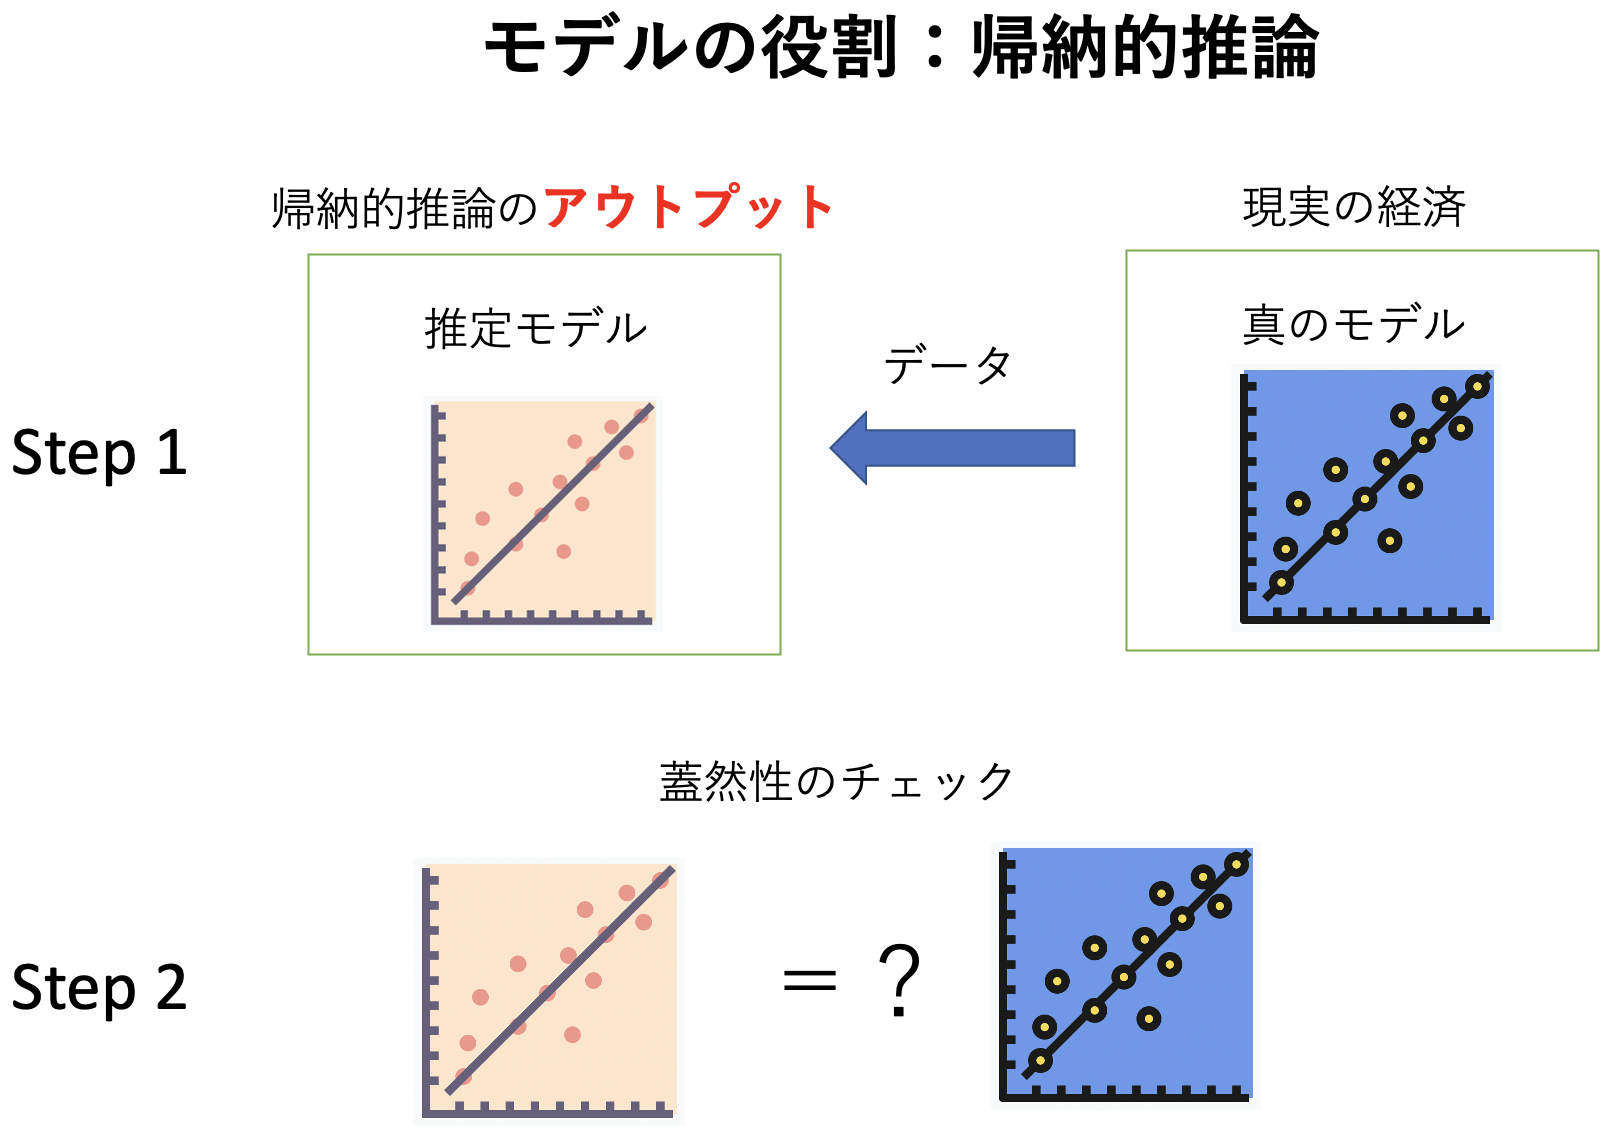 モデルの役割：帰納的推論
帰納的推論のアウトプット
現実の経済
推定モデル
真のモデル
データ
Step 1
蓋然性のチェック
Step 2
= ?